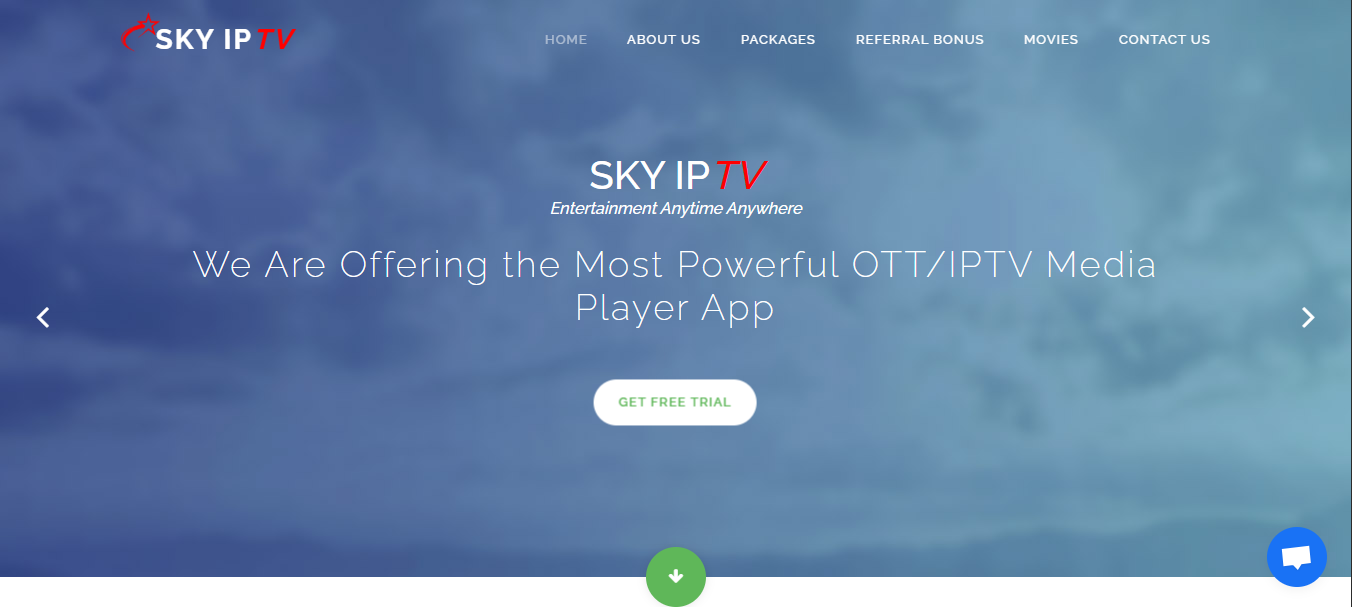 SKY IPTV
HOME
ABOUT US
PACKAGES
REFERRAL BONUS
MOVIES
CONTACT US
SKY IPTV
Entertainment Anytime Anywhere
We Are Offering the Most Powerful OTT/IPTV Media
Player App
GET FREE TRIAL